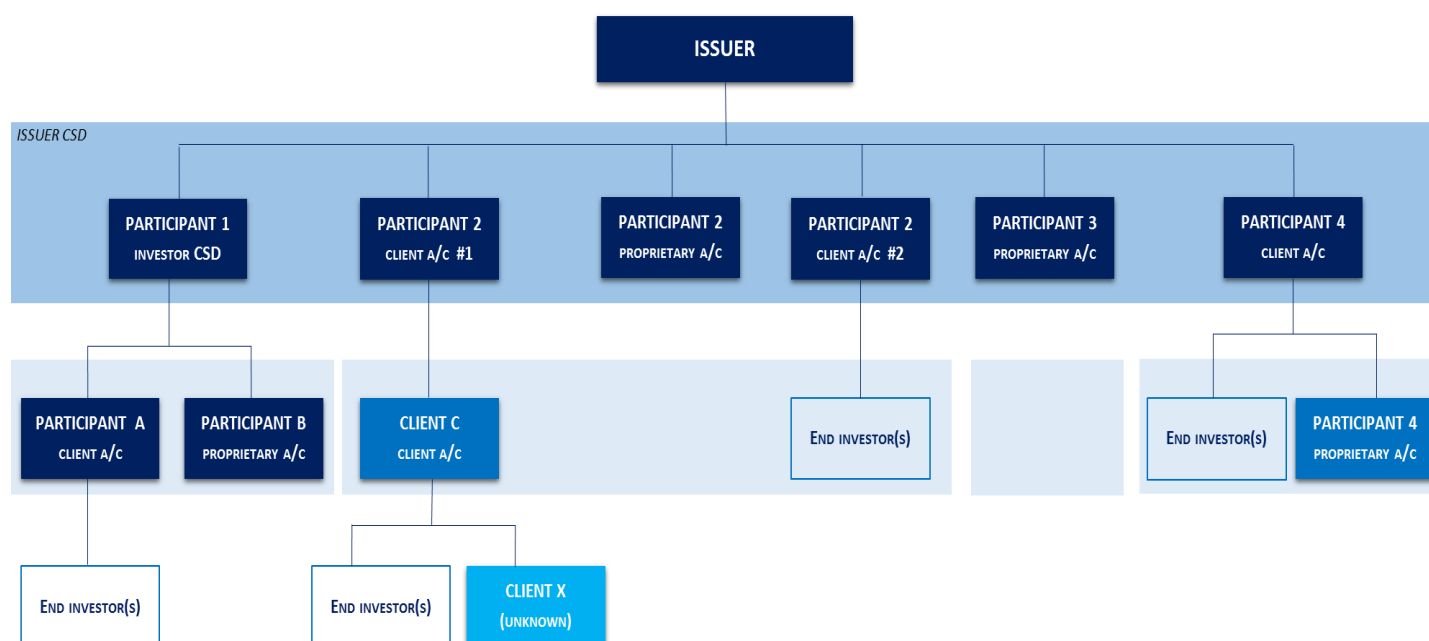 ISSUER
ISSUER CSD
PARTICIPANT 1
INVESTOR CSD
PARTICIPANT 2
CLIENT A/C #1
PARTICIPANT 2
PROPRIETARY A/C
PARTICIPANT 2
CLIENT A/C #2
PARTICIPANT 3
PROPRIETARY A/C
PARTICIPANT 4
CLIENT A/C
PARTICIPANT A
CLIENT A/C
PARTICIPANT B
PROPRIETARY A/C
CLIENT C
CLIENT A/C
END INVESTOR(S)
END INVESTOR(S)
PARTICIPANT 4
PROPRIETARY A/C
END INVESTOR(S)
END INVESTOR(S)
CLIENT X
(UNKNOWN)